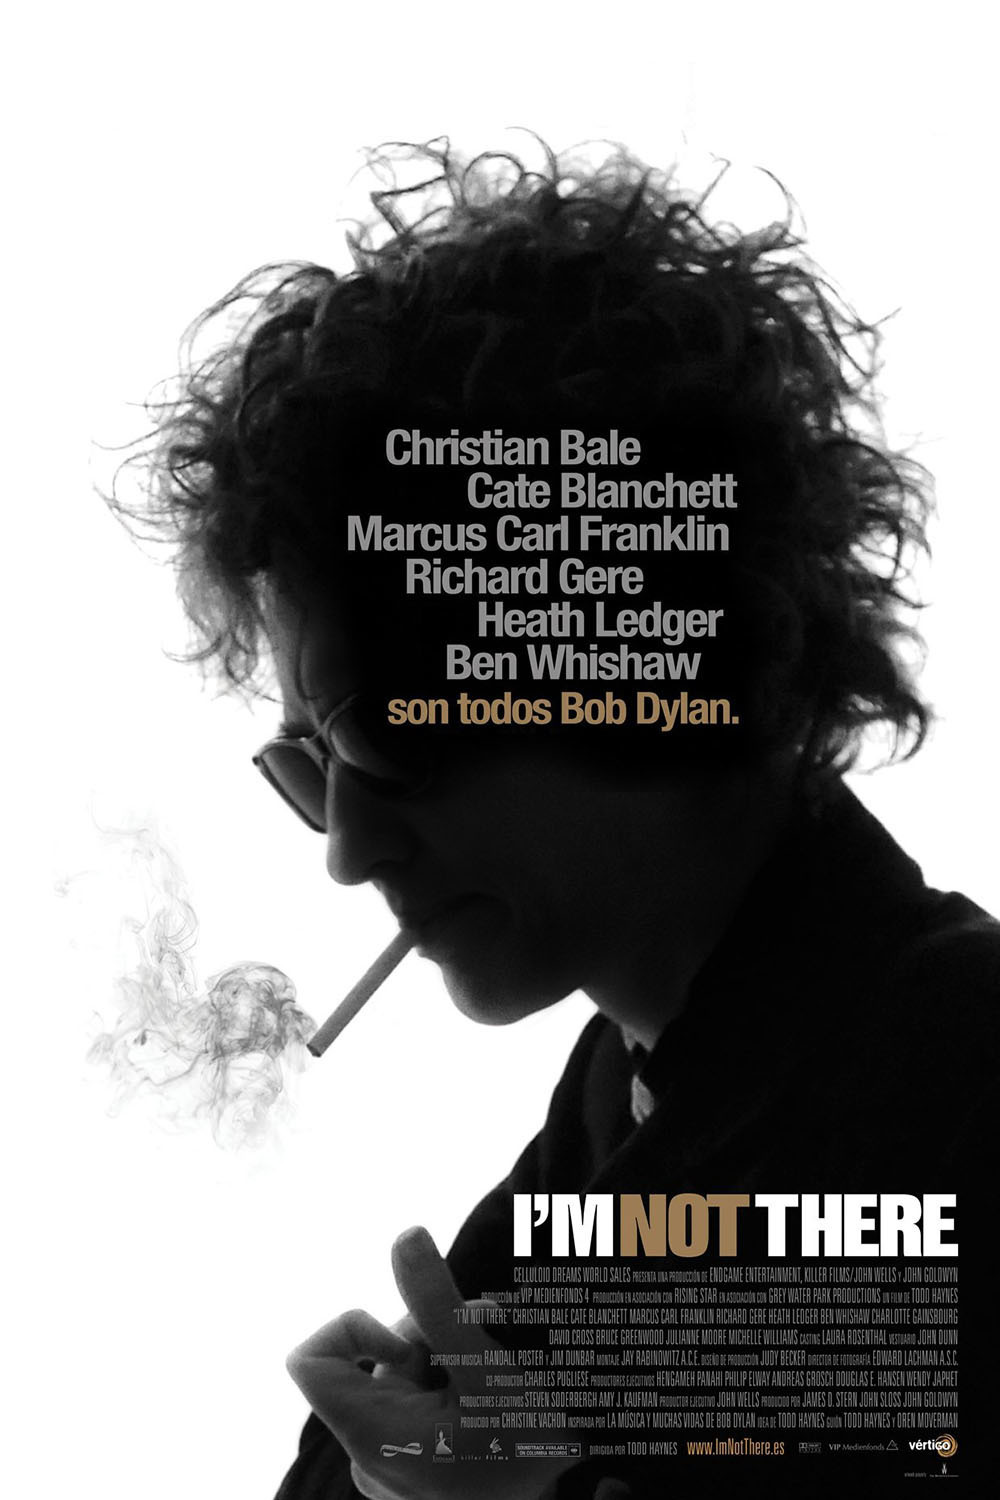 Christian Bale
Cate Blanchett
Marcus Carl Franklin
Richard Gere
Heath Ledger
Ben Whishaw
son todos Bob Dylan.
I'M NOT THERE
CELLULOID DREAMS WORLD SALES PRESENTA UNA PRODUCCIÓN DE ENDGAME ENTERTAINMENT, KILLER FILMS/JOHN WELLS Y JOHN GOLDWYN
PRODUCCIÓN DE VIP MEDIENFONDS 4 PRODUCCIÓN EN ASOCIACIÓN CON RISING STAR EN ASOCIACIÓN CON GREY WATER PARK PRODUCTIONS UN FILM DE TODD HAYNES
"I'M NOT THERE" CHRISTIAN BALE CATE BLANCHETT MARCUS CARL FRANKLIN RICHARD GERE HEATH LEDGER BEN WHISHAW CHARLOTTE GAINSBOURG
DAVID CROSS BRUCE GREENWOOD JULIANNE MOORE MICHELLE WILLIAMS CASTING LAURA ROSENTHAL VESTUARIO JOHN DUNN
SUPERVISOR MUSICAL RANDALL POSTER Y JIM DUNBAR MONTAJE JAY RABINOWITZ A.C.E. DISEÑO DE PRODUCCIÓN JUDY BECKER DIRECTOR DE FOTOGRAFÍA EDWARD LACHMAN A.S.C.
CO-PRODUCTOR CHARLES PUGLIESE PRODUCTORES EJECUTIVOS HENGAMEH PANAHI PHILIP ELWAY ANDREAS GROSCH DOUGLAS E. HANSEN WENDY JAPHET
PRODUCTORES EJECUTIVOS STEVEN SODERBERGH AMY J. KAUFMAN PRODUCTOR EJECUTIVO JOHN WELLS PRODUCIDO POR JAMES D. STERN JOHN SLOSS JOHN GOLDWYN
PRODUCIDO POR CHRISTINE VACHON INSPIRADA POR LA MÚSICA Y MUCHAS VIDAS DE BOB DYLAN IDEA DE TODD HAYNES GUIÓN TODD HAYNES Y OREN MOVERMAN
killer films SOUNDTRACK AVAILABLE ON COLUMBIA RECORDS DIRIGIDA POR TODD HAYNES www.ImNotThere.es VIP Medienfonds 4 vértigo